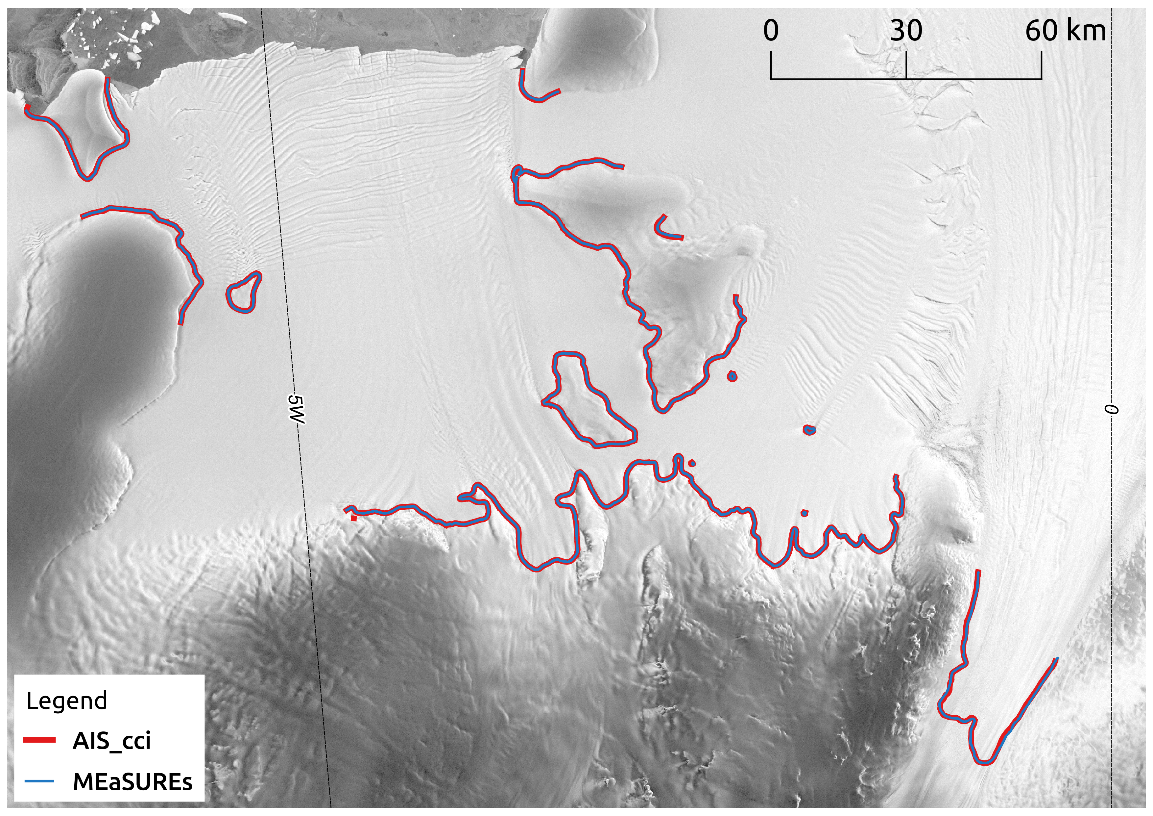 0 30 60 km
5W
0
Legend
AIS_cci
MEaSUREs